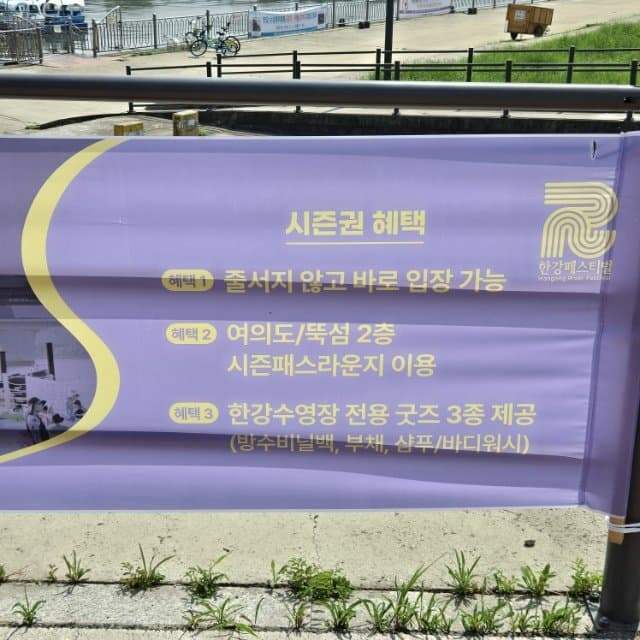 시즌권 혜택
한강페스티벌
혜택 1 줄서지 않고 바로 입장 가능
혜택 2 여의도/뚝섬 2층
시즌패스라운지 이용
혜택 3 한강수영장 전용 굿즈 3종 제공
(방수비닐백, 부채, 샴푸/바디워시)